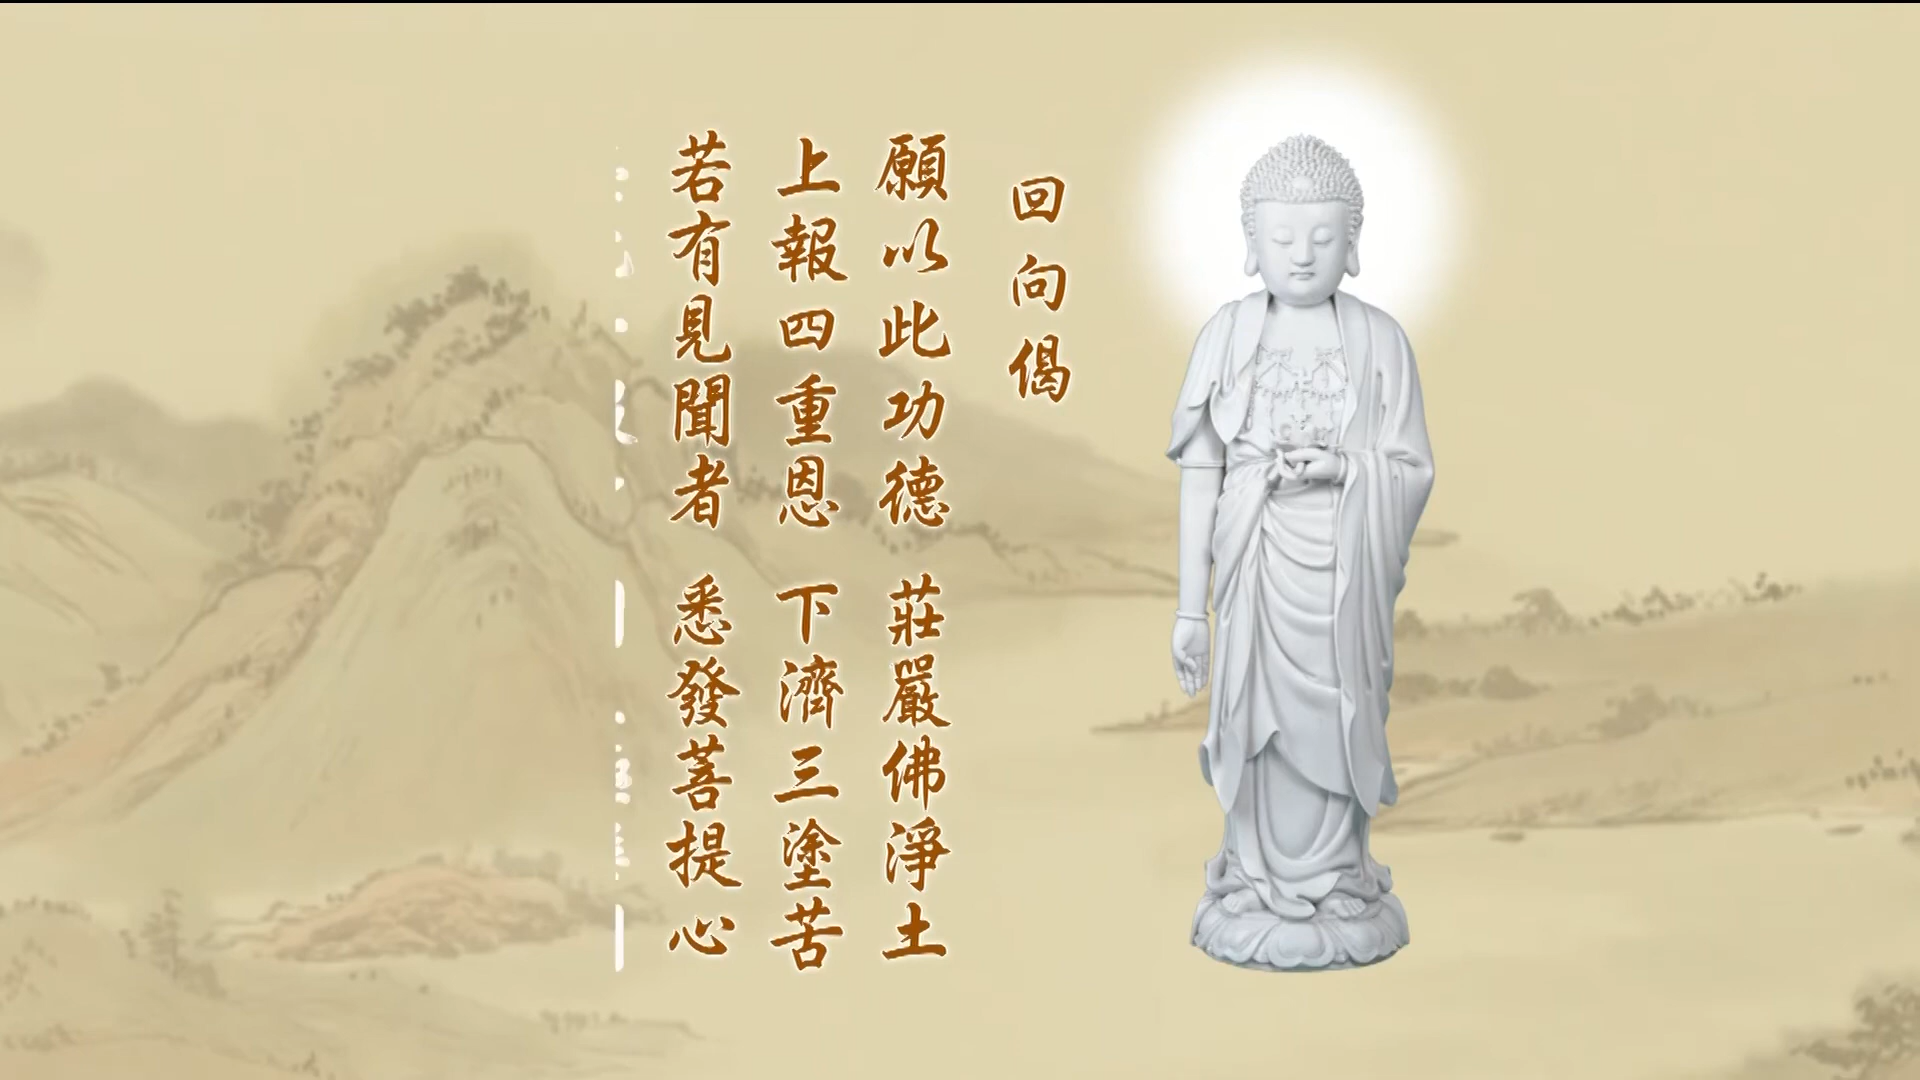 回向偈
願以此功德 莊嚴佛淨土
上報四重恩 下濟三塗苦
若有見聞者 悉發菩提心